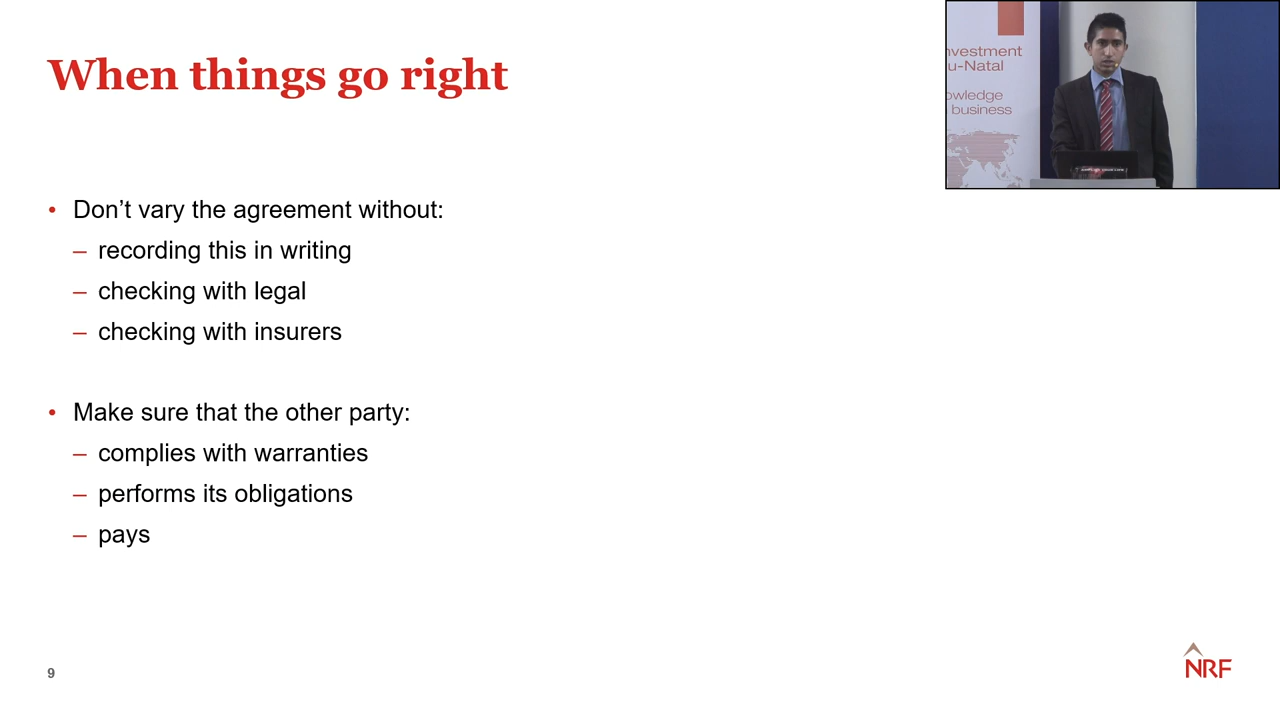 When things go right
nvestment
u-Natal
owledge
business
• Don't vary the agreement without:
– recording this in writing
– checking with legal
– checking with insurers
• Make sure that the other party:
– complies with warranties
– performs its obligations
– pays
9
NRF